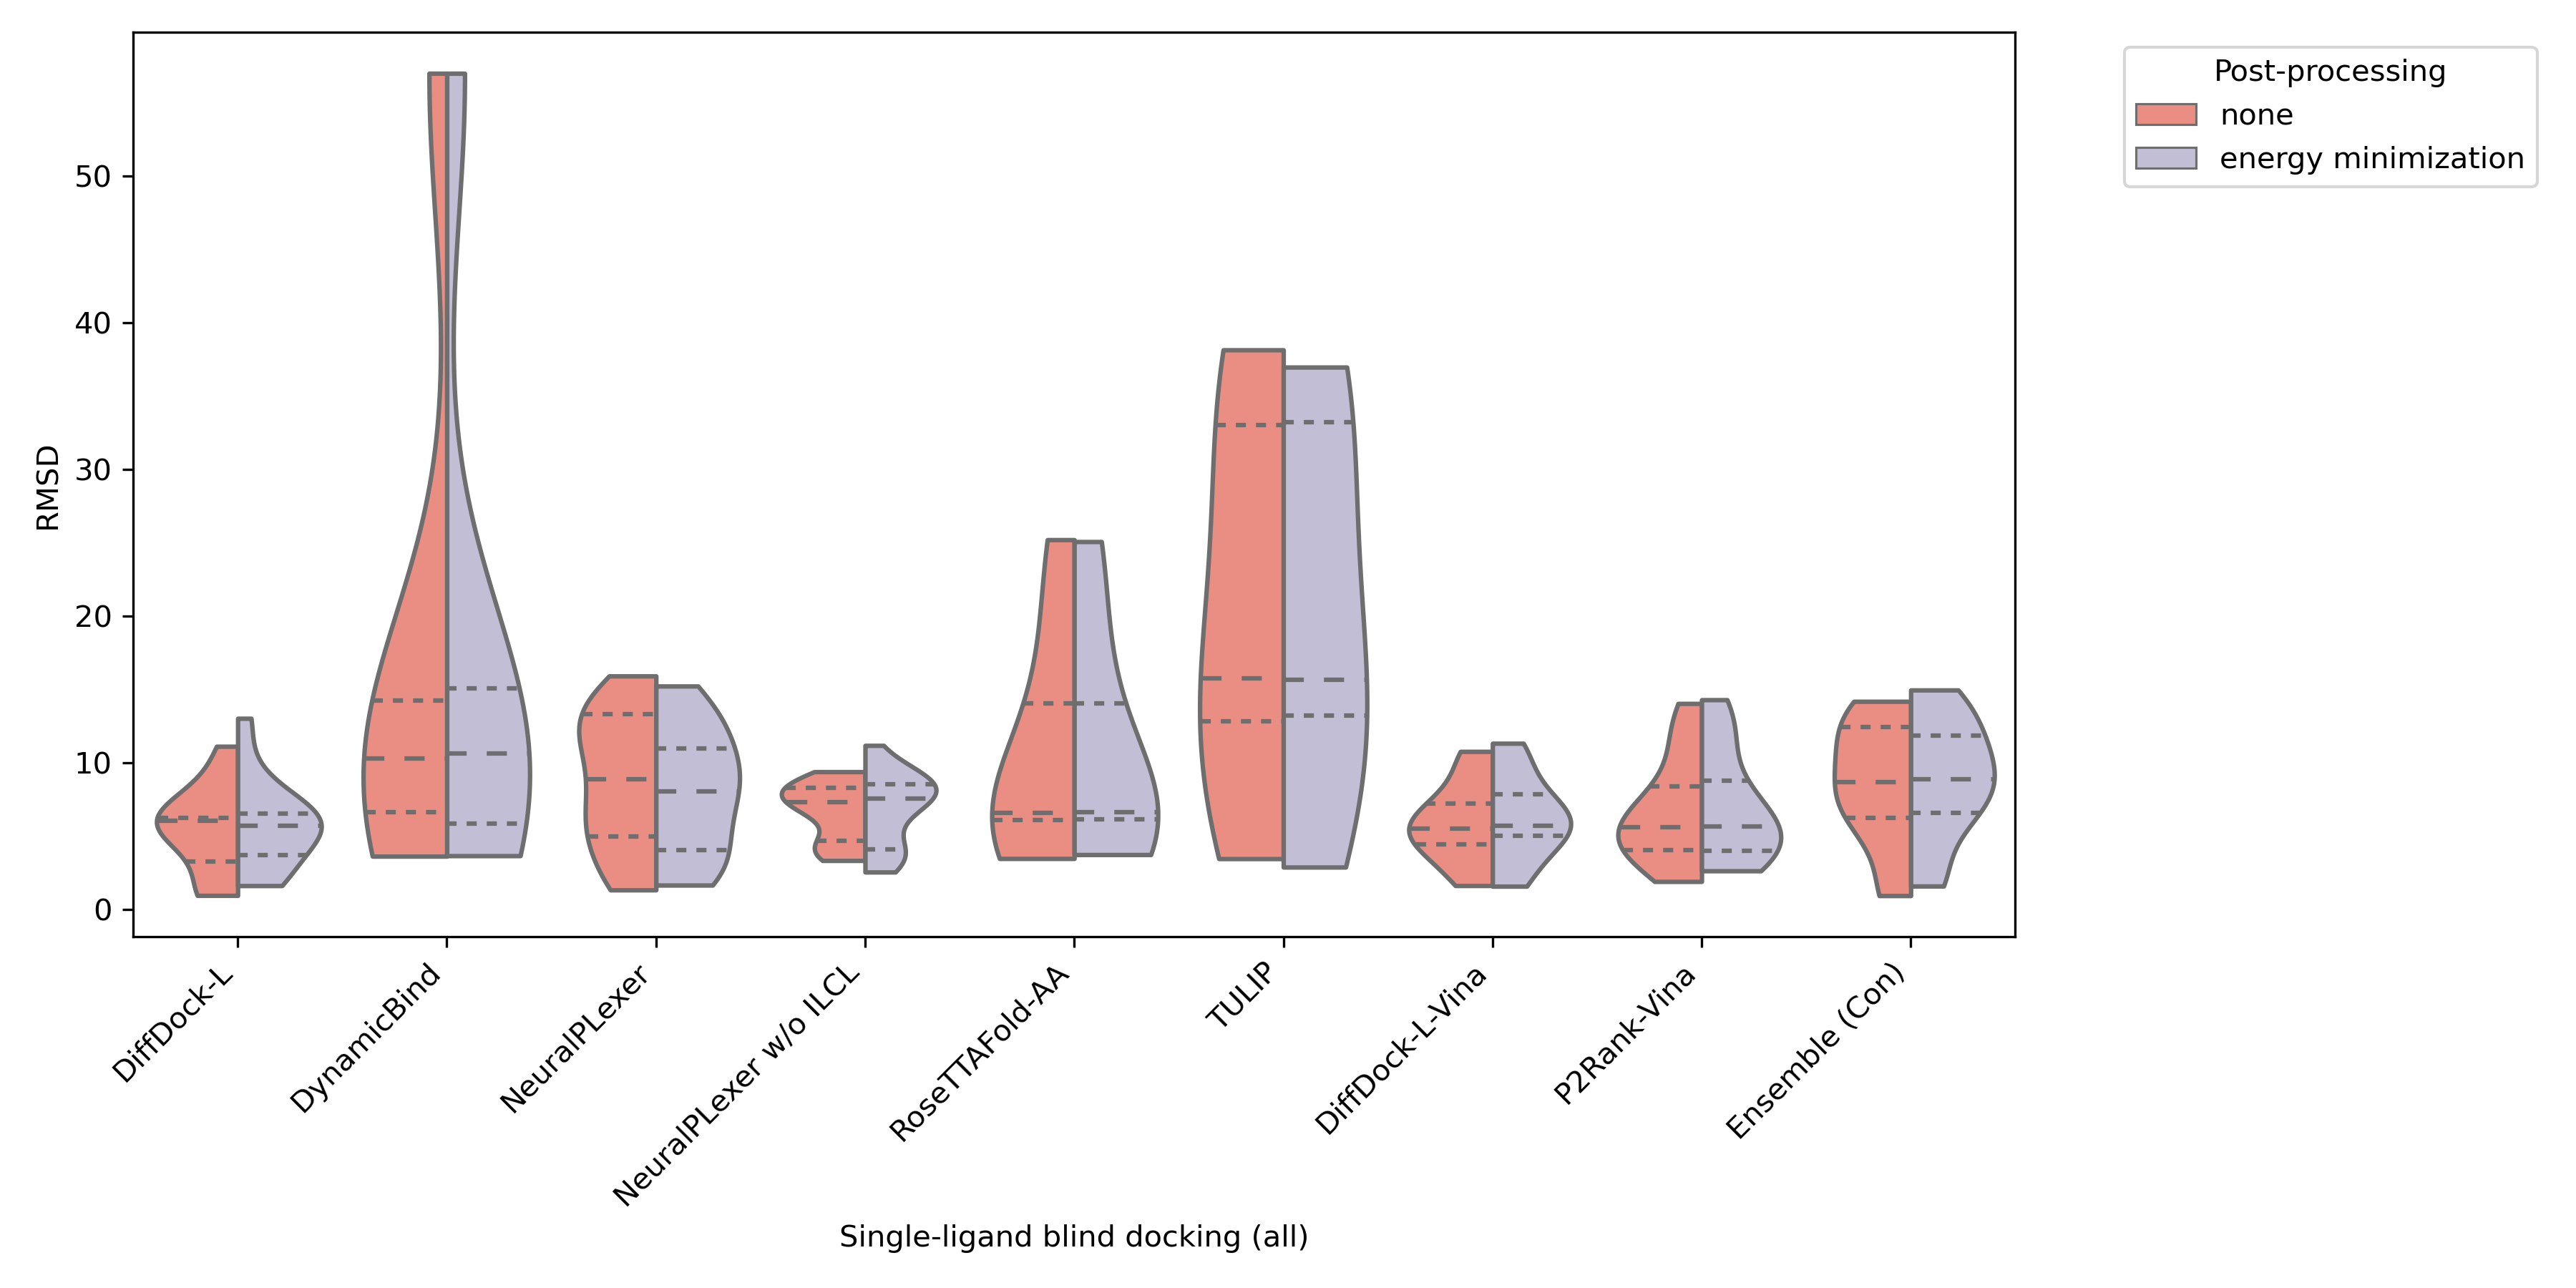 Post-processing
none
energy minimization
RMSD
50
40
30
20
10
0
DiffDock-L
DynamicBind
NeuralPLexer
NeuralPLexer w/o ILCL
RoseTTAFold-AA
TULIP
DiffDock-L-Vina
P2Rank-Vina
Ensemble (Con)
Single-ligand blind docking (all)